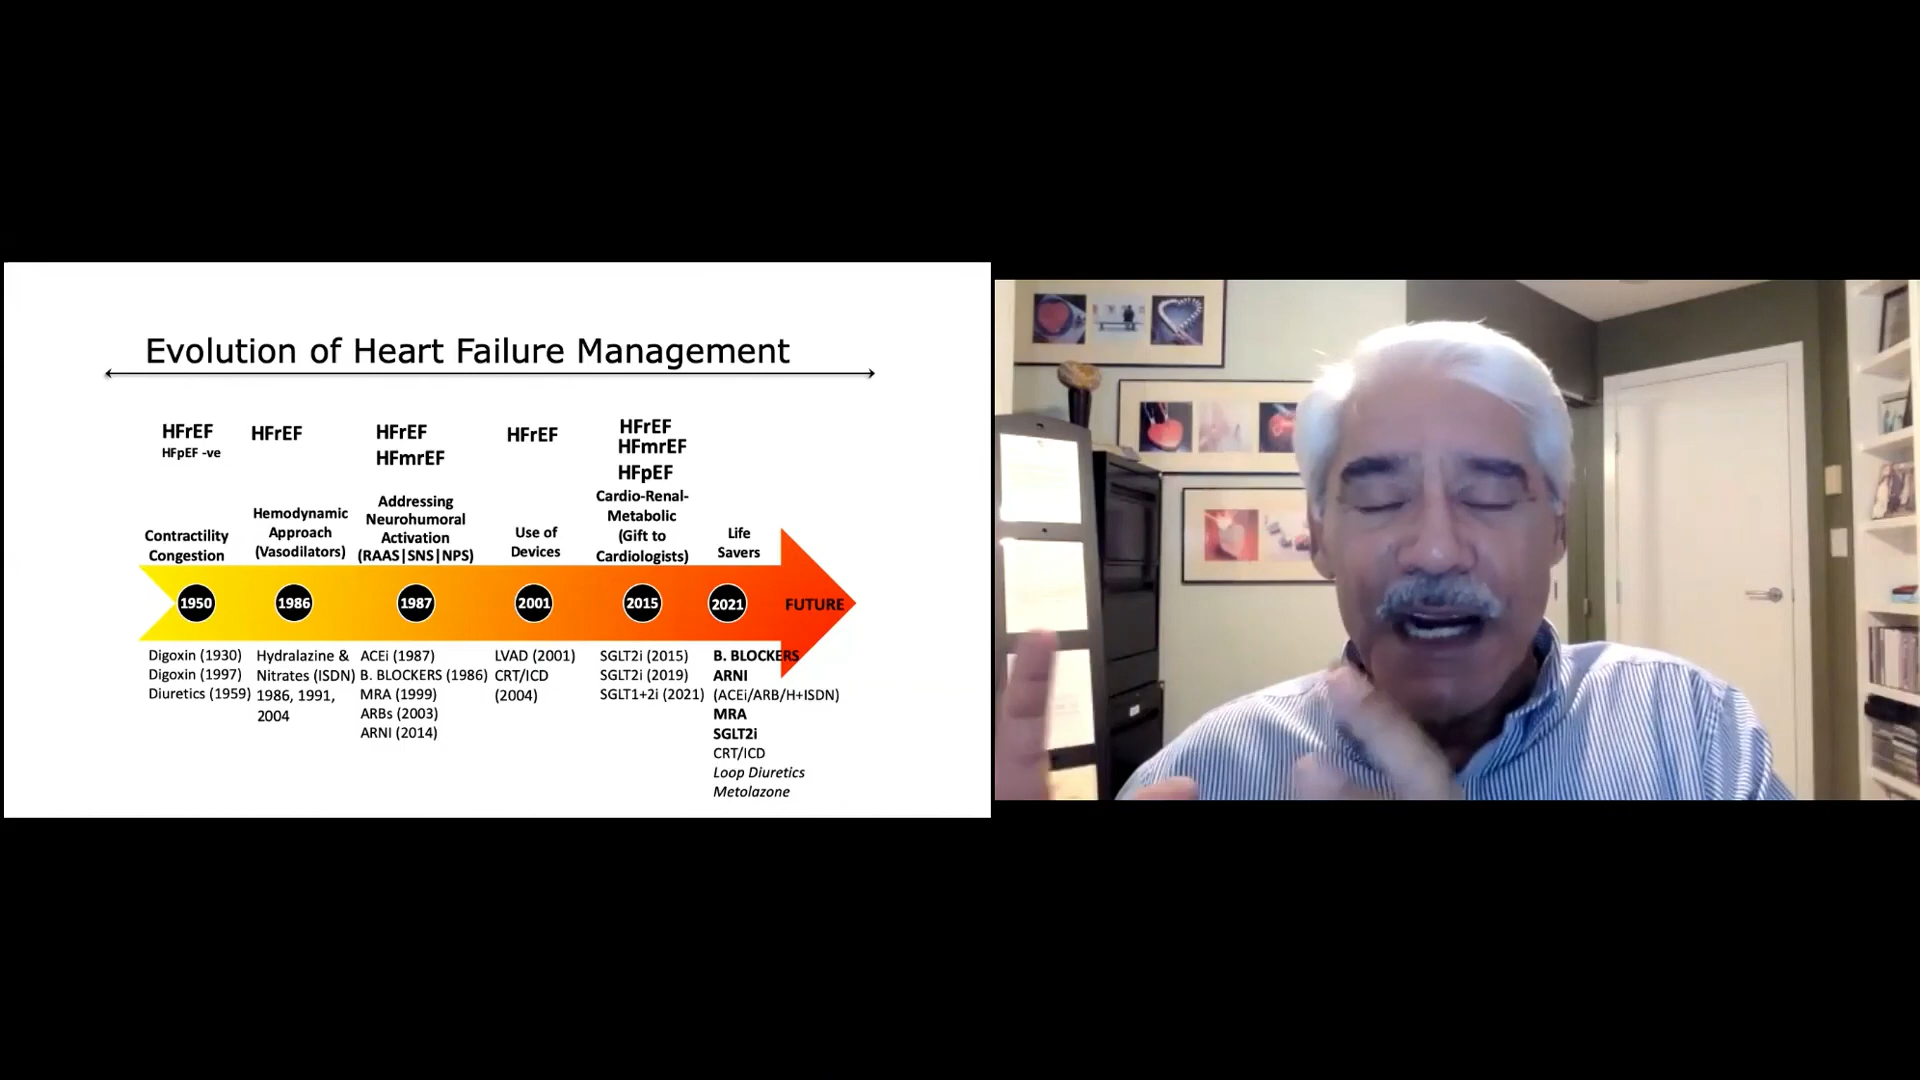 Evolution of Heart Failure Management
HFrEF
HFpEF -ve
HFrEF
HFrEF
HFmrEF
HFrEF
HFrEF
HFmrEF
HFpEF
Contractility
Congestion
Hemodynamic
Approach
(Vasodilators)
Addressing
Neurohumoral
Activation
(RAAS|SNS|NPS)
Use of
Devices
Cardio-Renal-
Metabolic
(Gift to
Cardiologists)
Life
Savers
1950
1986
1987
2001
2015
2021
FUTURE
Digoxin (1930)
Digoxin (1997)
Diuretics (1959)
Hydralazine &
Nitrates (ISDN)
1986, 1991,
2004
ACEi (1987)
B. BLOCKERS (1986)
MRA (1999)
ARBs (2003)
ARNI (2014)
LVAD (2001)
CRT/ICD
(2004)
SGLT2i (2015)
SGLT2i (2019)
SGLT1+2i (2021)
B. BLOCKERS
ARNI
(ACEi/ARB/H+ISDN)
MRA
SGLT2i
CRT/ICD
Loop Diuretics
Metolazone